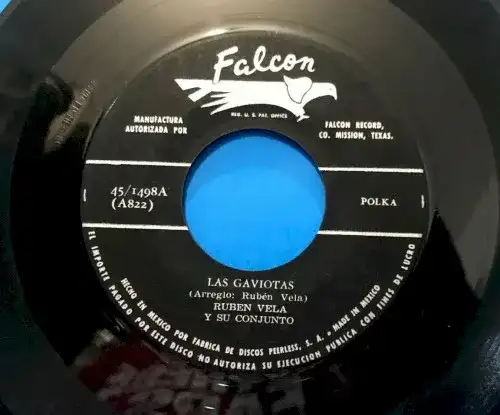 Falcon
REG. U. S. PAT. OFFICE
MANUFACTURA
AUTORIZADA POR
FALCON RECORD,
CO. MISSION, TEXAS.
45/1498A
(A822)
POLKA
LAS GAVIOTAS
(Arreglo: Rubén Vela)
RUBEN VELA
Y SU CONJUNTO
HECHO EN MEXICO POR FABRICA DE DISCOS PEERLESS, S. A. • MADE IN MEXICO
EL IMPORTE PAGADO POR ESTE DISCO NO AUTORIZA SU EJECUCION PUBLICA CON FINES DE LUCRO